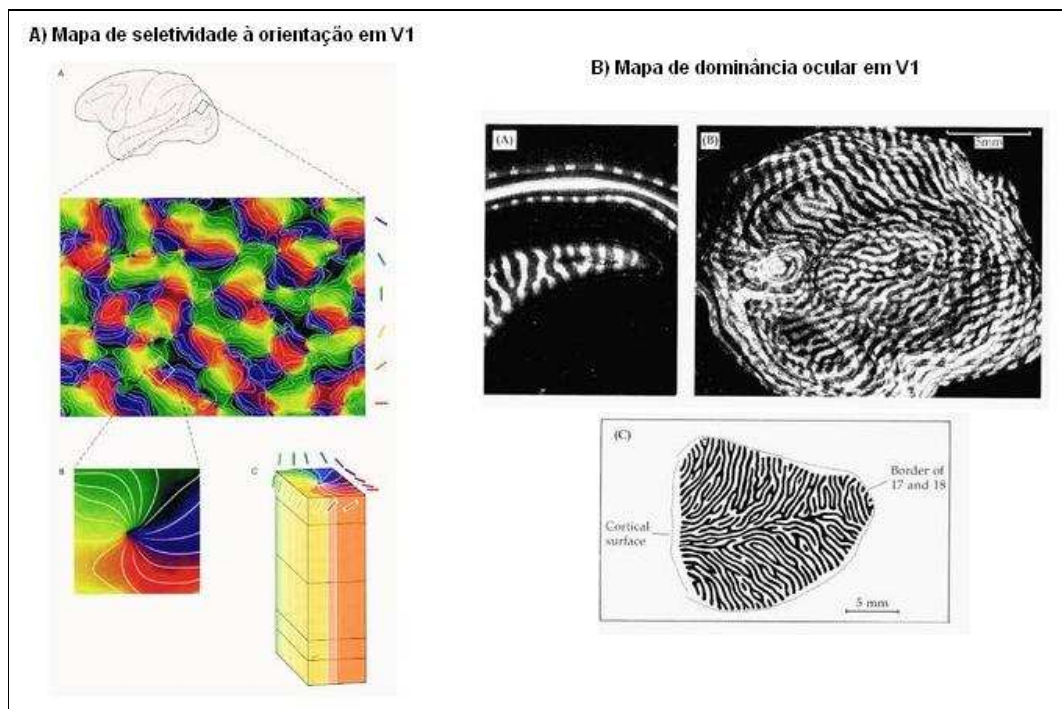 A) Mapa de seletividade à orientação em V1
A
B
C
B) Mapa de dominância ocular em V1
(A)
(B)
5mm
(C)
Border of
17 and 18
Cortical
surface
5 mm